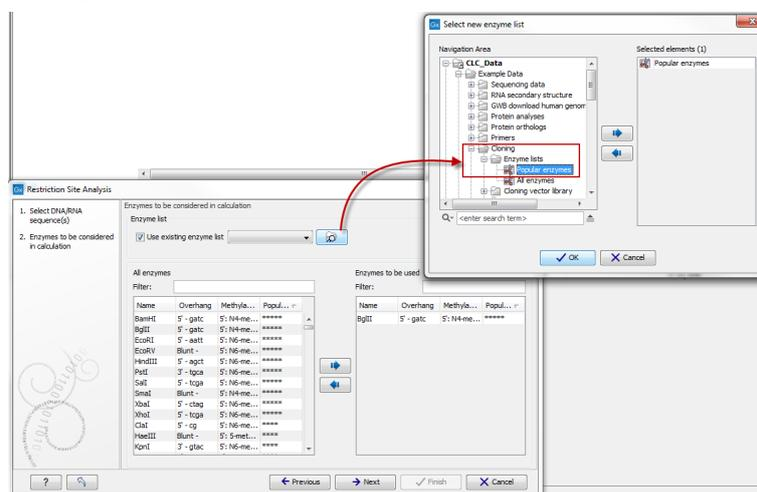 Select new enzyme list
Navigation Area
CLC_Data
Example Data
Sequencing data
RNA secondary structure
GWB download human genom
Protein analyses
Protein orthologs
Primers
Cloning
Enzyme lists
Popular enzymes
All enzymes
Cloning vector library
<enter search term>
Selected elements (1)
Popular enzymes
OK Cancel
Restriction Site Analysis
1. Select DNA/RNA
sequence(s)
2. Enzymes to be considered
in calculation
Enzymes to be considered in calculation
Enzyme list
Use existing enzyme list
All enzymes
Filter:
Name Overhang Methyla... Popul...
BamHI 5' - gatc 5': N4-me... *****
BglII 5' - gatc 5': N4-me... *****
EcoRI 5' - aatt 5': N6-me... *****
EcoRV Blunt - 5': N6-me... *****
HindIII 5' - agct 5': N6-me... *****
PstI 3' - tgca 5': N6-me... *****
SalI 5' - tcga 5': N6-me... *****
SmaI Blunt - 5': N4-me... *****
XbaI 5' - ctag 5': N6-me... *****
XhoI 5' - tcga 5': N6-me... *****
ClaI 5' - cg 5': N6-me... ****
HaeIII Blunt - 5': 5-met... ****
KpnI 3' - gtac 5': N6-me... ****
Enzymes to be used
Filter:
Name Overhang Methyla... Popul...
BglII 5' - gatc 5': N4-me... *****
? Previous Next Finish Cancel